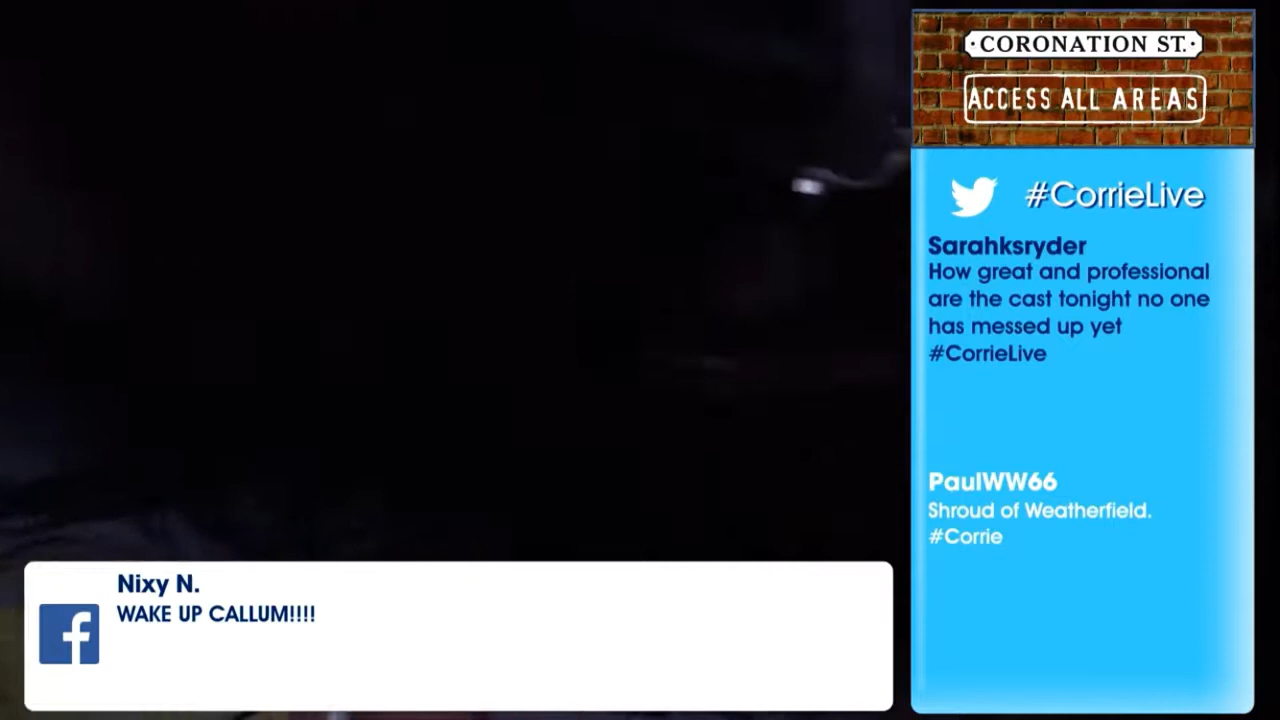 ·CORONATION ST.·
ACCESS ALL AREAS
#CorrieLive
Sarahksryder
How great and professional
are the cast tonight no one
has messed up yet
#CorrieLive
PaulWW66
Shroud of Weatherfield.
#Corrie
Nixy N.
WAKE UP CALLUM!!!!